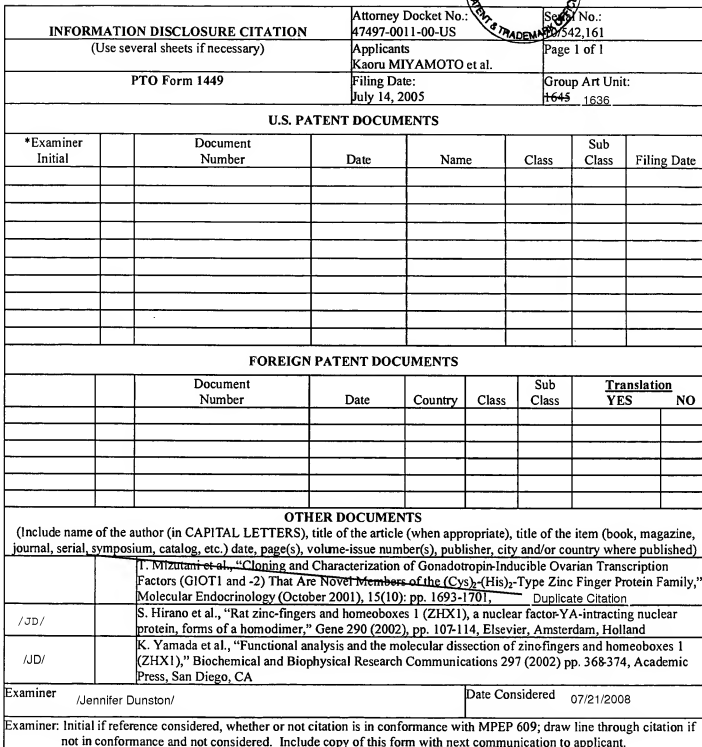 INFORMATION DISCLOSURE CITATION
(Use several sheets if necessary)
PTO Form 1449
Attorney Docket No.:
47497-0011-00-US
Applicants
Kaoru MIYAMOTO et al.
Filing Date:
July 14, 2005
ENT & TRADEMARK OFFIC
Serial No.:
10/542,161
Page 1 of 1
Group Art Unit:
1645 1636
U.S. PATENT DOCUMENTS
*Examiner
Initial
Document
Number
Date
Name
Class
Sub
Class
Filing Date
FOREIGN PATENT DOCUMENTS
Document
Number
Date
Country
Class
Sub
Class
Translation
YES NO
OTHER DOCUMENTS
(Include name of the author (in CAPITAL LETTERS), title of the article (when appropriate), title of the item (book, magazine,
journal, serial, symposium, catalog, etc.) date, page(s), volume-issue number(s), publisher, city and/or country where published)
T. Mizutani et al., “Cloning and Characterization of Gonadotropin-Inducible Ovarian Transcription
Factors (GIOT1 and -2) That Are Novel Members of the (Cys)2-(His)2-Type Zinc Finger Protein Family,”
Molecular Endocrinology (October 2001), 15(10): pp. 1693-1701, Duplicate Citation
/JD/
S. Hirano et al., “Rat zinc-fingers and homeoboxes 1 (ZHX1), a nuclear factor-YA-intracting nuclear
protein, forms of a homodimer,” Gene 290 (2002), pp. 107-114, Elsevier, Amsterdam, Holland
/JD/
K. Yamada et al., “Functional analysis and the molecular dissection of zinc-fingers and homeoboxes 1
(ZHX1),” Biochemical and Biophysical Research Communications 297 (2002) pp. 368-374, Academic
Press, San Diego, CA
Examiner /Jennifer Dunston/
Date Considered 07/21/2008
Examiner: Initial if reference considered, whether or not citation is in conformance with MPEP 609; draw line through citation if
not in conformance and not considered. Include copy of this form with next communication to applicant.